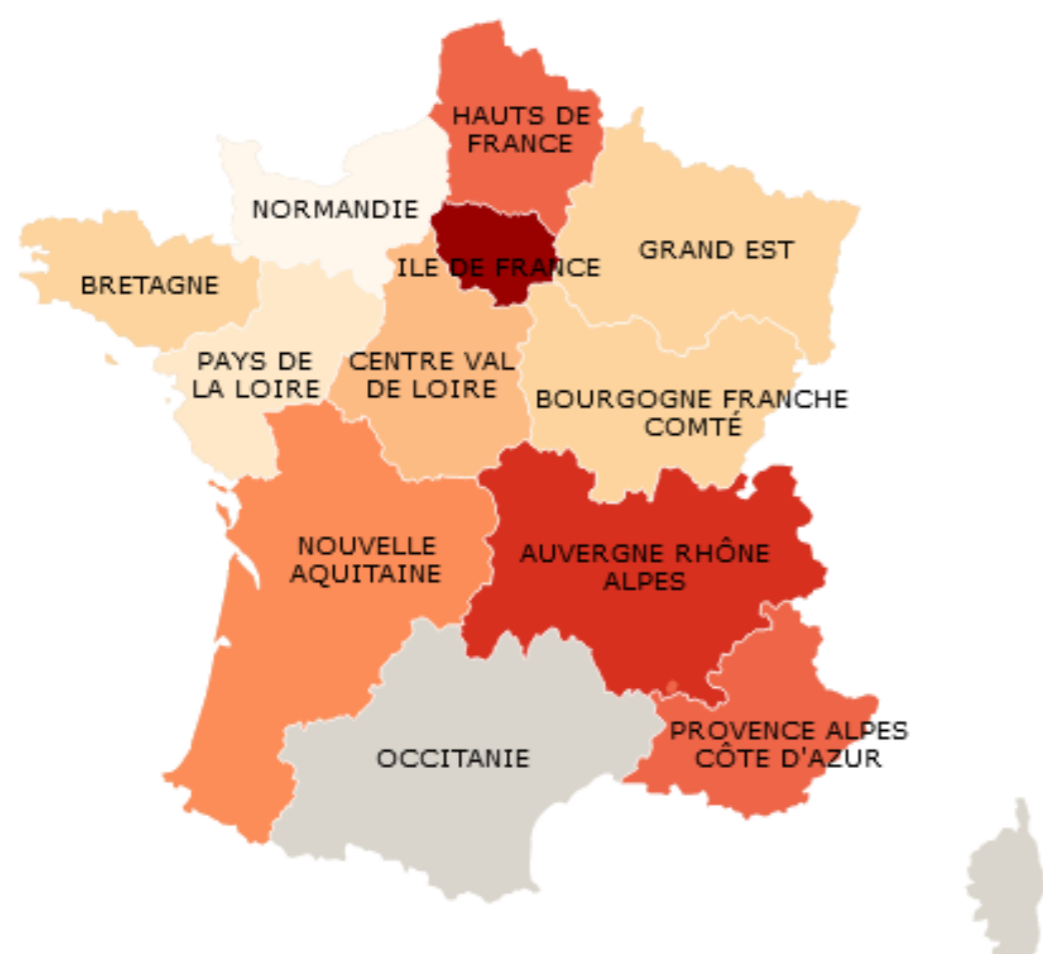 HAUTS DE
FRANCE
NORMANDIE
GRAND EST
ILE DE FRANCE
BRETAGNE
PAYS DE
LA LOIRE
CENTRE VAL
DE LOIRE
BOURGOGNE FRANCHE
COMTÉ
NOUVELLE
AQUITAINE
AUVERGNE RHÔNE
ALPES
PROVENCE ALPES
CÔTE D'AZUR
OCCITANIE